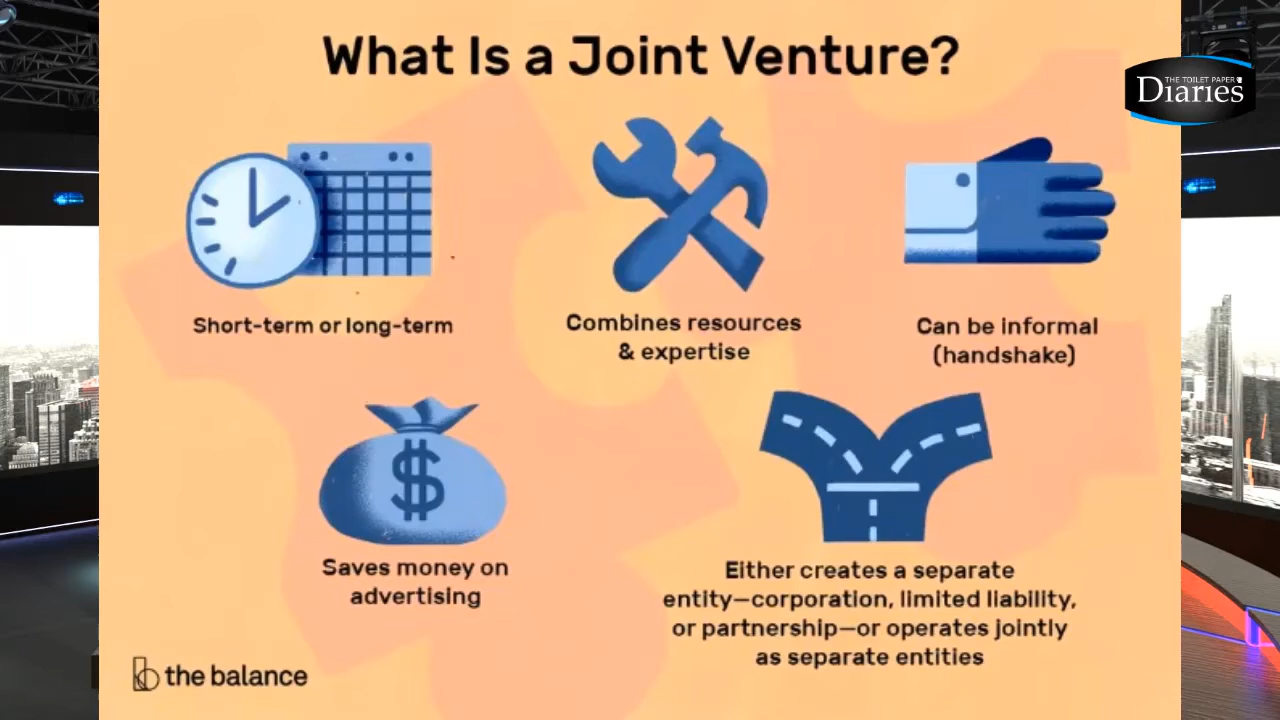 What Is a Joint Venture?
THE TOILET PAPER
Diaries
Short-term or long-term
Combines resources
& expertise
Can be informal
(handshake)
$
Saves money on
advertising
Either creates a separate
entity—corporation, limited liability,
or partnership—or operates jointly
as separate entities
b the balance